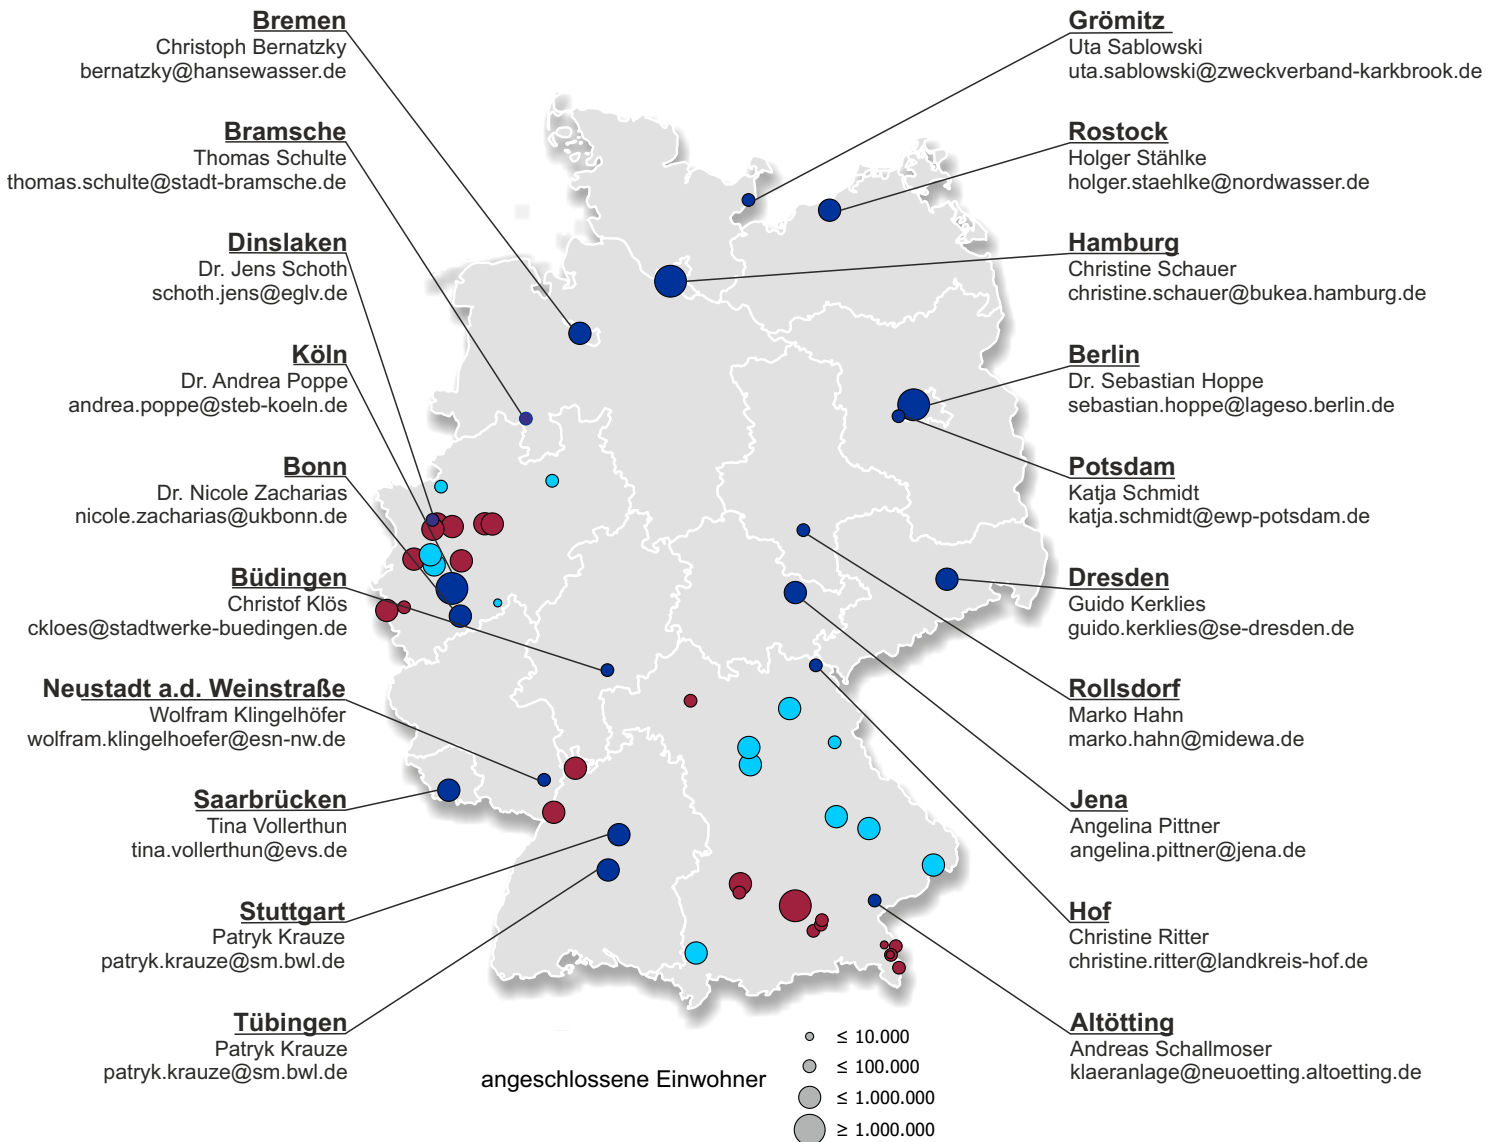 Bremen
Christoph Bernatzky
bernatzky@hansewasser.de
Bramsche
Thomas Schulte
thomas.schulte@stadt-bramsche.de
Dinslaken
Dr. Jens Schoth
schoth.jens@eglv.de
Köln
Dr. Andrea Poppe
andrea.poppe@steb-koeln.de
Bonn
Dr. Nicole Zacharias
nicole.zacharias@ukbonn.de
Büdingen
Christof Klös
ckloes@stadtwerke-buedingen.de
Neustadt a.d. Weinstraße
Wolfram Klingelhöfer
wolfram.klingelhoefer@esn-nw.de
Saarbrücken
Tina Vollerthun
tina.vollerthun@evs.de
Stuttgart
Patryk Krauze
patryk.krauze@sm.bwl.de
Tübingen
Patryk Krauze
patryk.krauze@sm.bwl.de
Grömitz
Uta Sablowski
uta.sablowski@zweckverband-karkbrook.de
Rostock
Holger Stählke
holger.staehlke@nordwasser.de
Hamburg
Christine Schauer
christine.schauer@bukea.hamburg.de
Berlin
Dr. Sebastian Hoppe
sebastian.hoppe@lageso.berlin.de
Potsdam
Katja Schmidt
katja.schmidt@ewp-potsdam.de
Dresden
Guido Kerklies
guido.kerklies@se-dresden.de
Rollsdorf
Marko Hahn
marko.hahn@midewa.de
Jena
Angelina Pittner
angelina.pittner@jena.de
Hof
Christine Ritter
christine.ritter@landkreis-hof.de
Altötting
Andreas Schallmoser
klaeranlage@neuoetting.altoetting.de
angeschlossene Einwohner
≤ 10.000
≤ 100.000
≤ 1.000.000
≥ 1.000.000